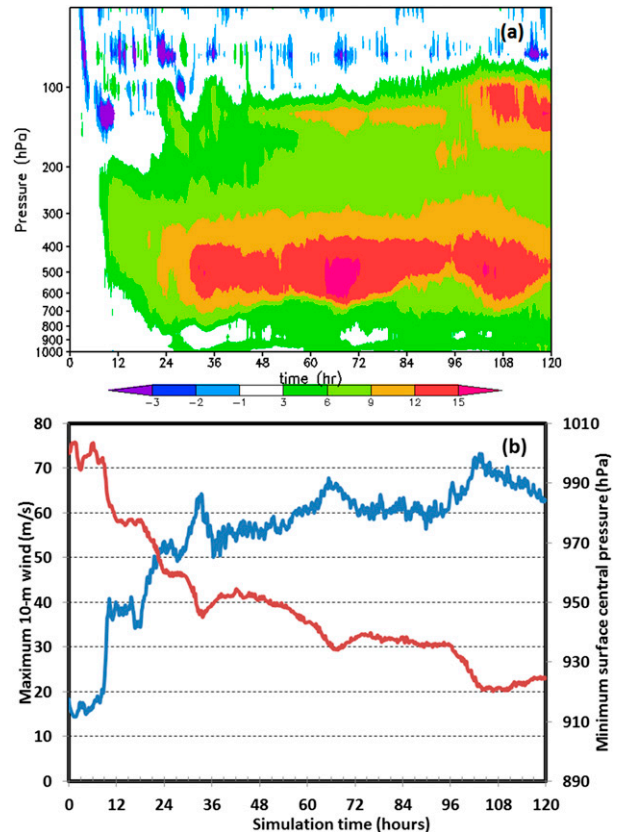 (a)
Pressure (hPa)
100
200
300
400
500
600
700
800
900
1000
0 12 24 36 48 60 72 84 96 108 120
time (hr)
−3 −2 −1 3 6 9 12 15
(b)
Maximum 10-m wind (m/s)
80
70
60
50
40
30
20
10
0
Minimum surface central pressure (hPa)
1010
990
970
950
930
910
890
0 12 24 36 48 60 72 84 96 108 120
Simulation time (hours)